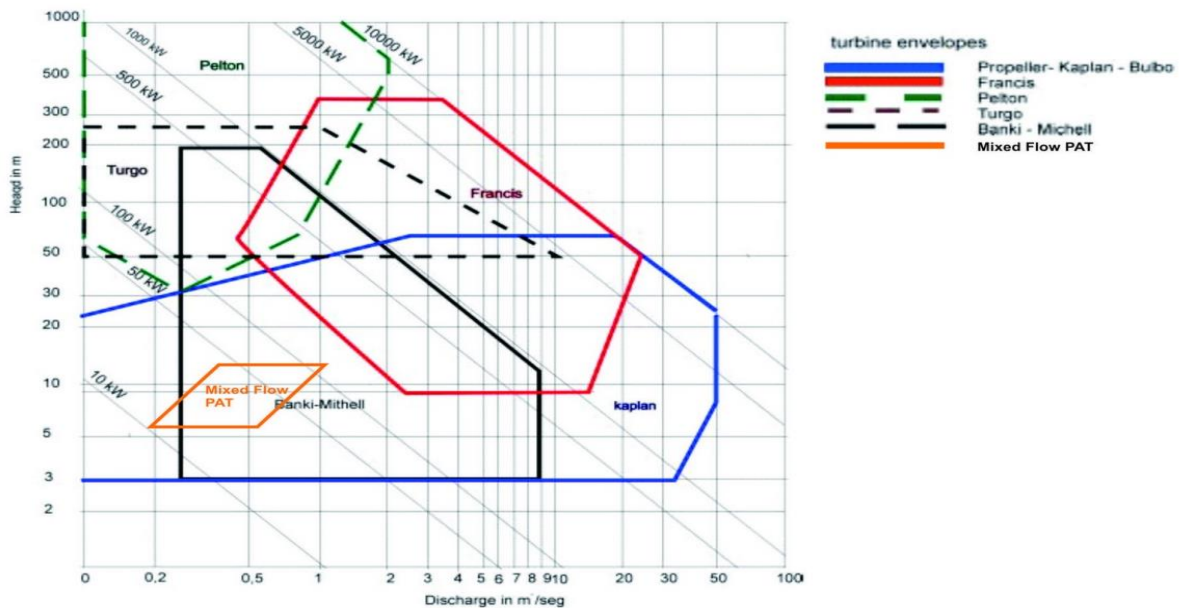 1000
500
300
200
100
50
30
20
10
5
3
2
Heaqd in m
1000 kW
5000 kW
10000 kW
500 kW
100 kW
50 kW
10 kW
Pelton
Turgo
Francis
Mixed Flow
PAT
Banki-Mithell
kaplan
0 0,2 0,5 1 2 3 4 5 6 7 8 9 10 20 30 50 100
Discharge in m /seg
turbine envelopes
Propeller- Kaplan - Bulbo
Francis
Pelton
Turgo
Banki - Michell
Mixed Flow PAT